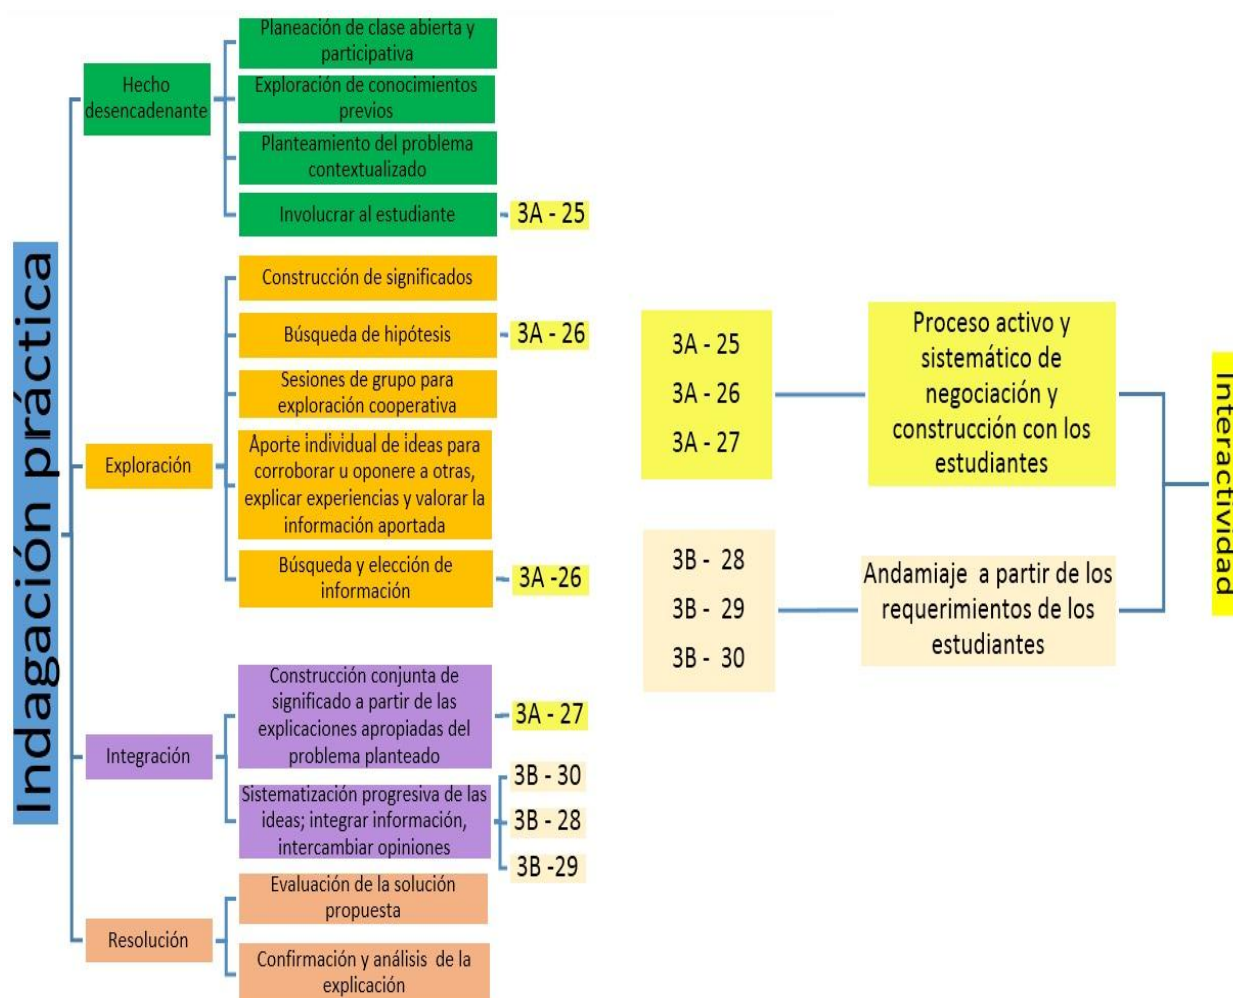 Indagación práctica
Hecho
desencadenante
Planeación de clase abierta y
participativa
Exploración de conocimientos
previos
Planteamiento del problema
contextualizado
Involucrar al estudiante
3A - 25
Exploración
Construcción de significados
Búsqueda de hipótesis
3A - 26
Sesiones de grupo para
exploración cooperativa
Aporte individual de ideas para
corroborar u oponere a otras,
explicar experiencias y valorar la
información aportada
Búsqueda y elección de
información
3A -26
Integración
Construcción conjunta de
significado a partir de las
explicaciones apropiadas del
problema planteado
3A - 27
Sistematización progresiva de las
ideas; integrar información,
intercambiar opiniones
3B - 30
3B - 28
3B -29
Resolución
Evaluación de la solución
propuesta
Confirmación y análisis de la
explicación
3A - 25
3A - 26
3A - 27
Proceso activo y
sistemático de
negociación y
construcción con los
estudiantes
3B - 28
3B - 29
3B - 30
Andamiaje a partir de los
requerimientos de los
estudiantes
Interactividad